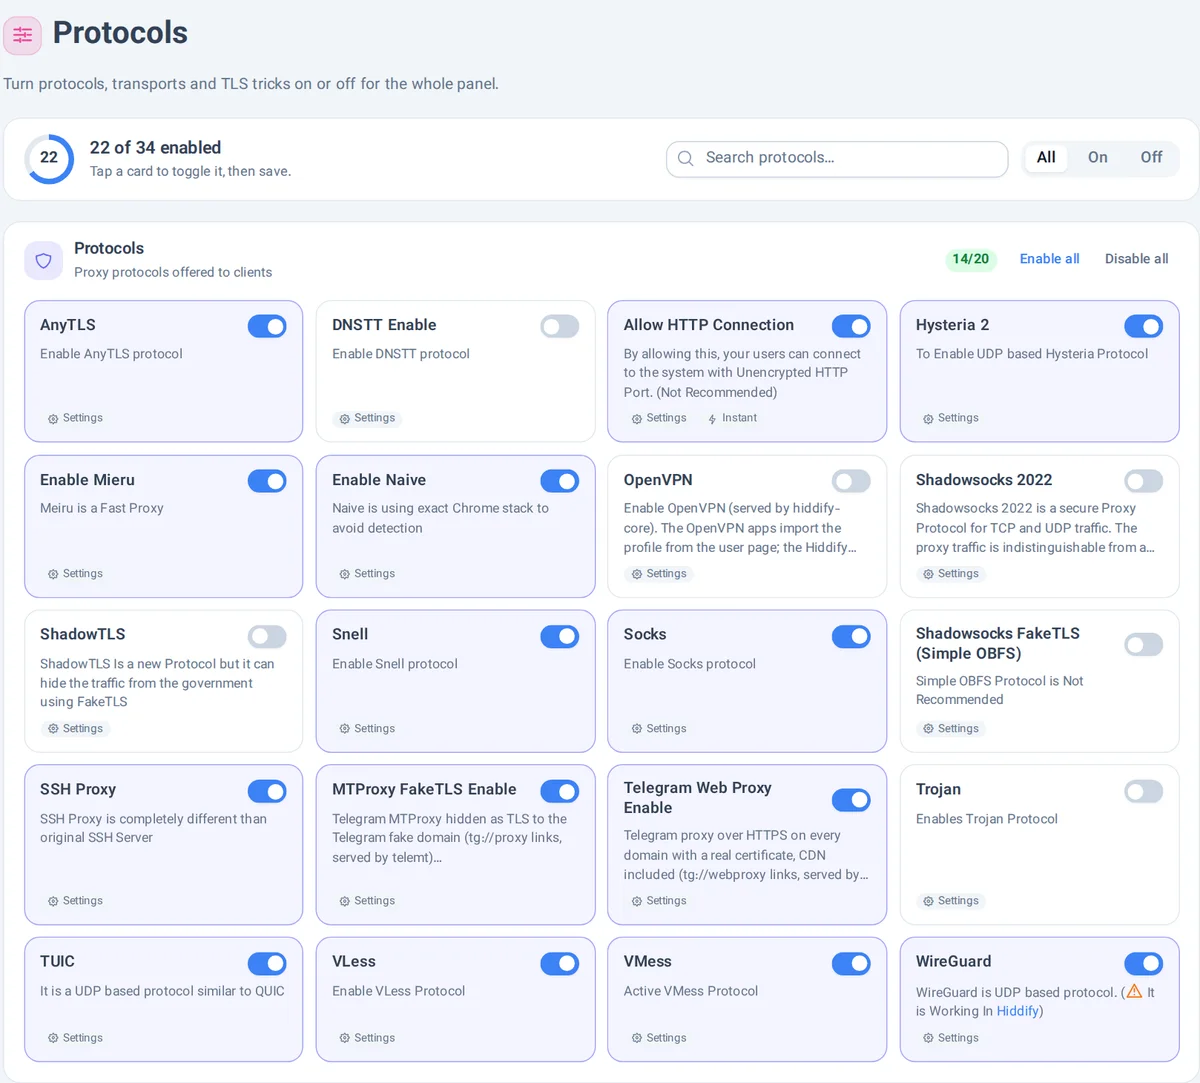 Protocols
Turn protocols, transports and TLS tricks on or off for the whole panel.
22
22 of 34 enabled
Tap a card to toggle it, then save.
Search protocols...
All
On
Off
Protocols
Proxy protocols offered to clients
14/20
Enable all
Disable all
AnyTLS
Enable AnyTLS protocol
Settings
DNSTT Enable
Enable DNSTT protocol
Settings
Allow HTTP Connection
By allowing this, your users can connect
to the system with Unencrypted HTTP
Port. (Not Recommended)
Settings
Instant
Hysteria 2
To Enable UDP based Hysteria Protocol
Settings
Enable Mieru
Meiru is a Fast Proxy
Settings
Enable Naive
Naive is using exact Chrome stack to
avoid detection
Settings
OpenVPN
Enable OpenVPN (served by hiddify-
core). The OpenVPN apps import the
profile from the user page; the Hiddify...
Settings
Shadowsocks 2022
Shadowsocks 2022 is a secure Proxy
Protocol for TCP and UDP traffic. The
proxy traffic is indistinguishable from a...
Settings
ShadowTLS
ShadowTLS Is a new Protocol but it can
hide the traffic from the government
using FakeTLS
Settings
Snell
Enable Snell protocol
Settings
Socks
Enable Socks protocol
Settings
Shadowsocks FakeTLS
(Simple OBFS)
Simple OBFS Protocol is Not
Recommended
Settings
SSH Proxy
SSH Proxy is completely different than
original SSH Server
Settings
MTProxy FakeTLS Enable
Telegram MTProxy hidden as TLS to the
Telegram fake domain (tg://proxy links,
served by telemt)...
Settings
Telegram Web Proxy
Enable
Telegram proxy over HTTPS on every
domain with a real certificate, CDN
included (tg://webproxy links, served by...
Settings
Trojan
Enables Trojan Protocol
Settings
TUIC
It is a UDP based protocol similar to QUIC
Settings
VLess
Enable VLess Protocol
Settings
VMess
Active VMess Protocol
Settings
WireGuard
WireGuard is UDP based protocol. (⚠ It
is Working In Hiddify)
Settings